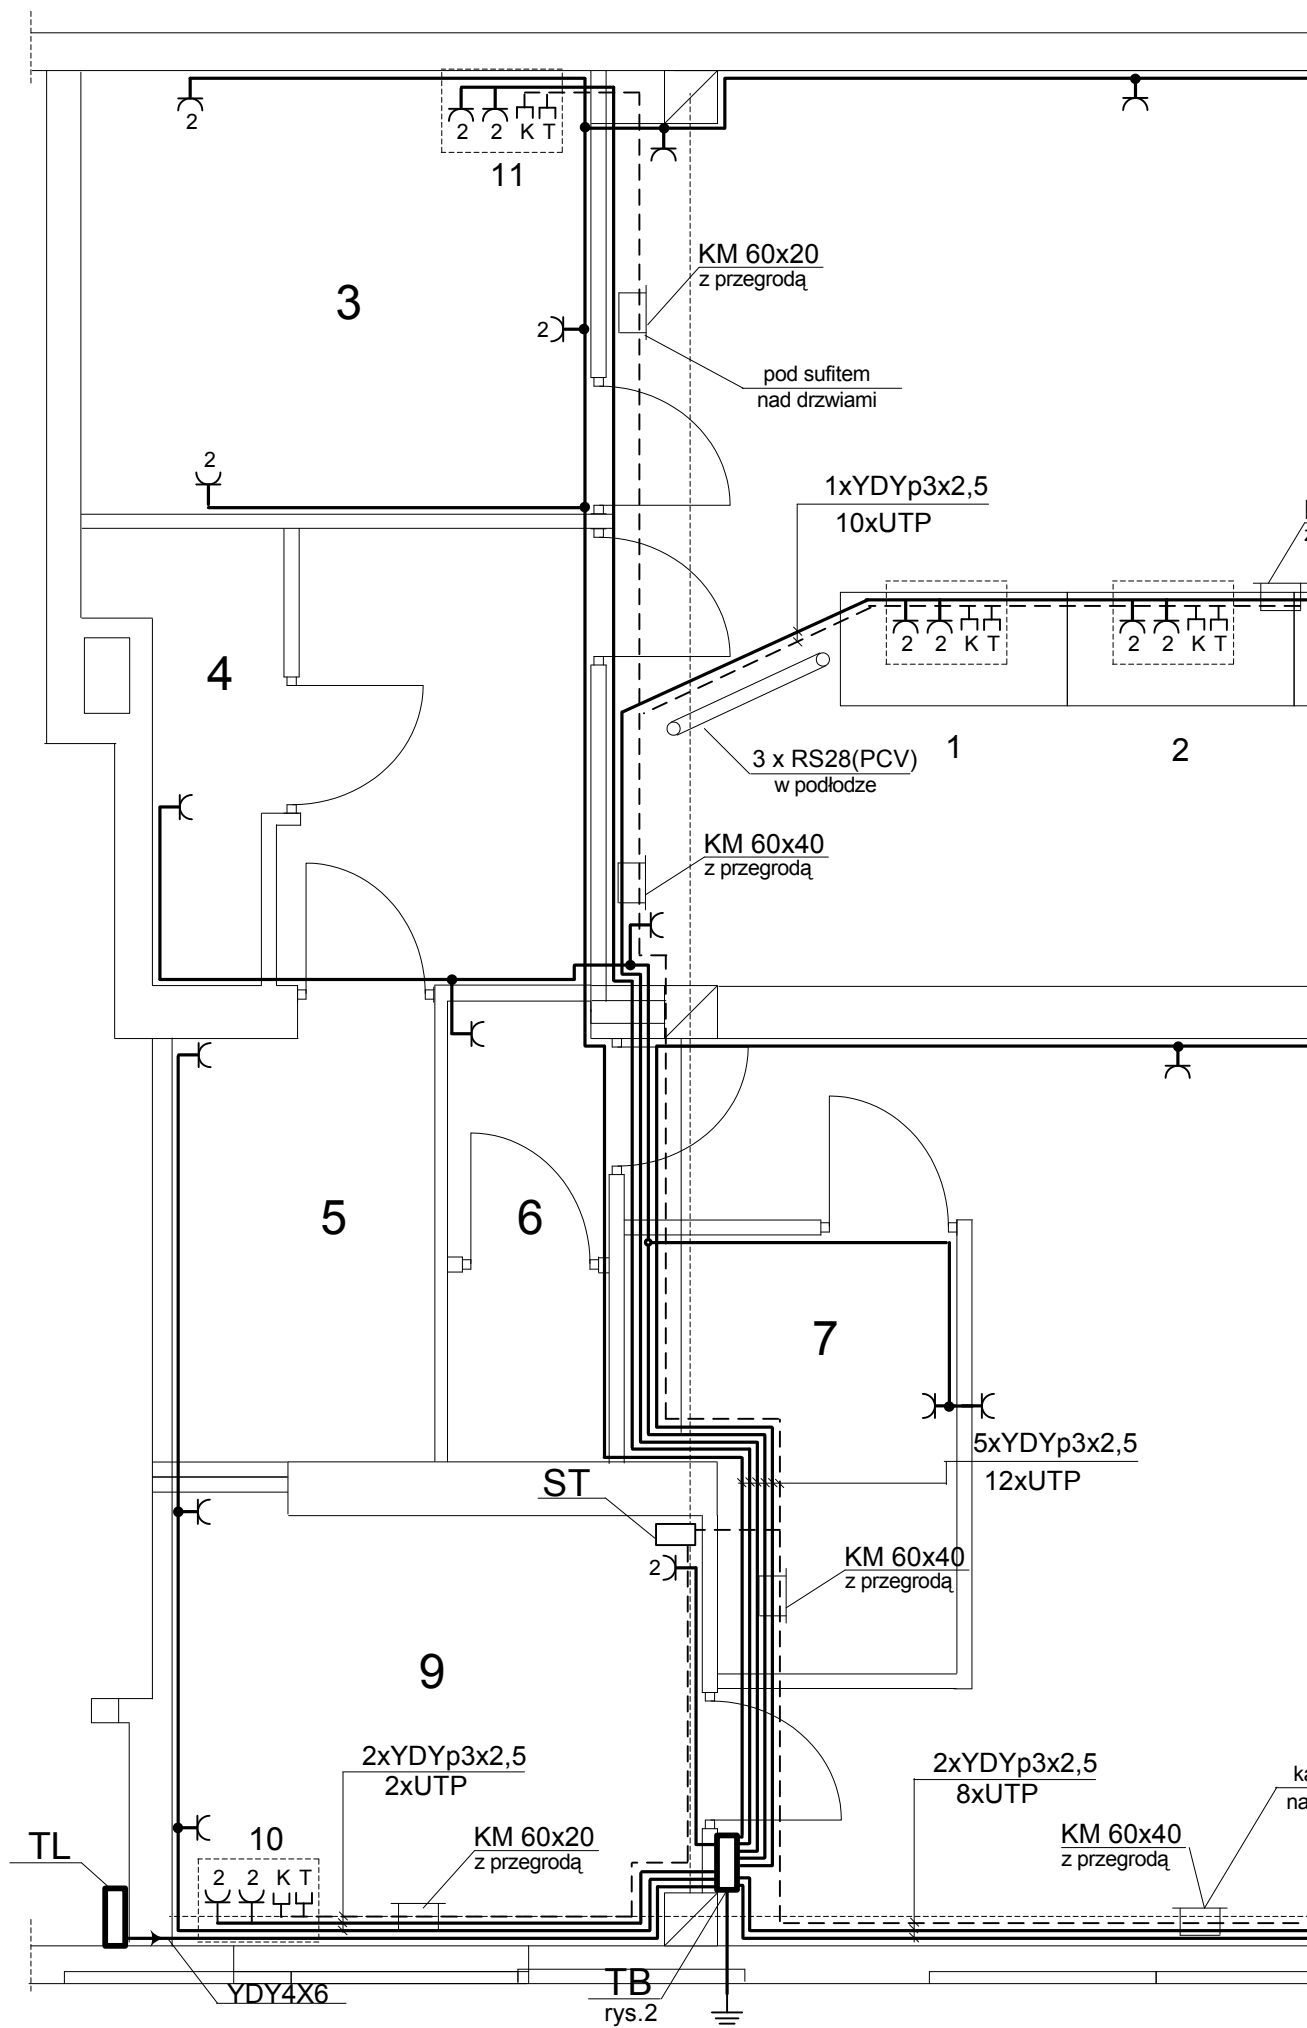 2
2 2 K T
11
KM 60x20
z przegrodą
3
2
pod sufitem
nad drzwiami
2
1xYDYp3x2,5
10xUTP
2 2 K T
2 2 K T
4
1
2
3 x RS28(PCV)
w podłodze
KM 60x40
z przegrodą
5
6
7
5xYDYp3x2,5
12xUTP
ST
2
KM 60x40
z przegrodą
9
2xYDYp3x2,5
2xUTP
2xYDYp3x2,5
8xUTP
ka
na
10
KM 60x20
z przegrodą
KM 60x40
z przegrodą
TL
2 2 K T
YDY4X6
TB
rys.2